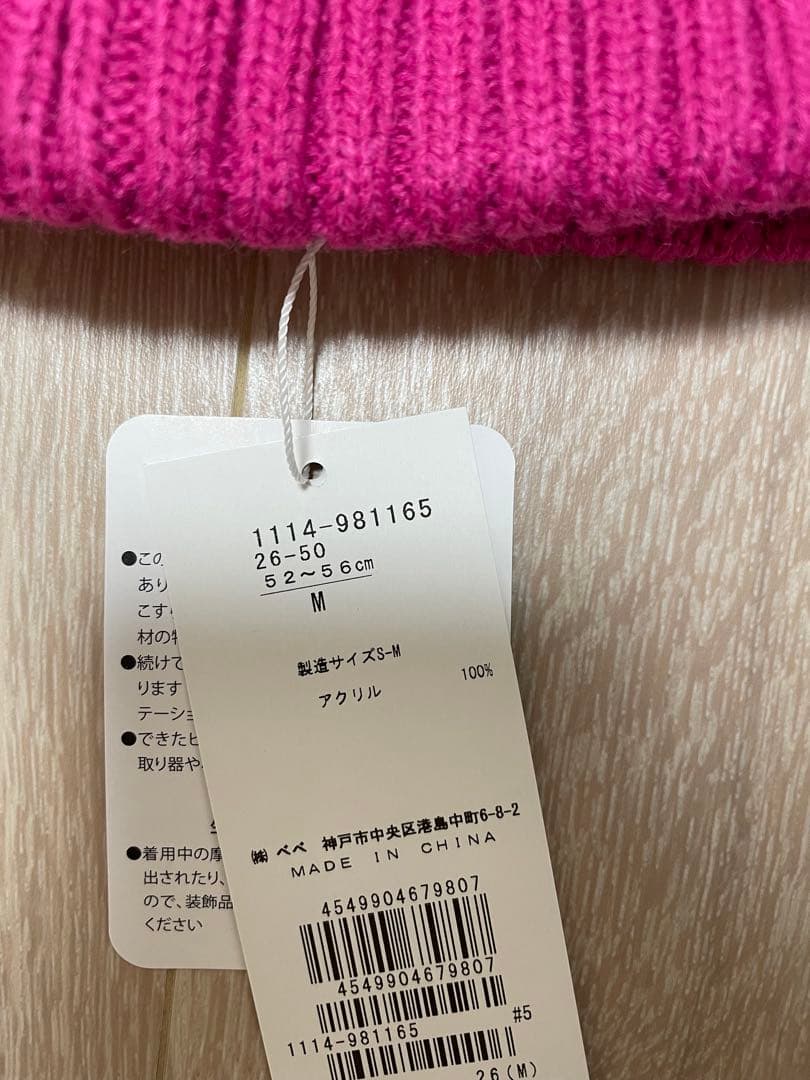 1114-981165
26-50
52～56cm
M
製造サイズS-M
アクリル 100%
㈱ べべ 神戸市中央区港島中町6-8-2
MADE IN CHINA
4549904679807
4549904679807
#5
1114-981165
26(M)
●この
あり
こす
材の
●続けて
ります
テーショ
●できた
取り器や
●着用中の摩
出されたり、
ので、装飾品
ください